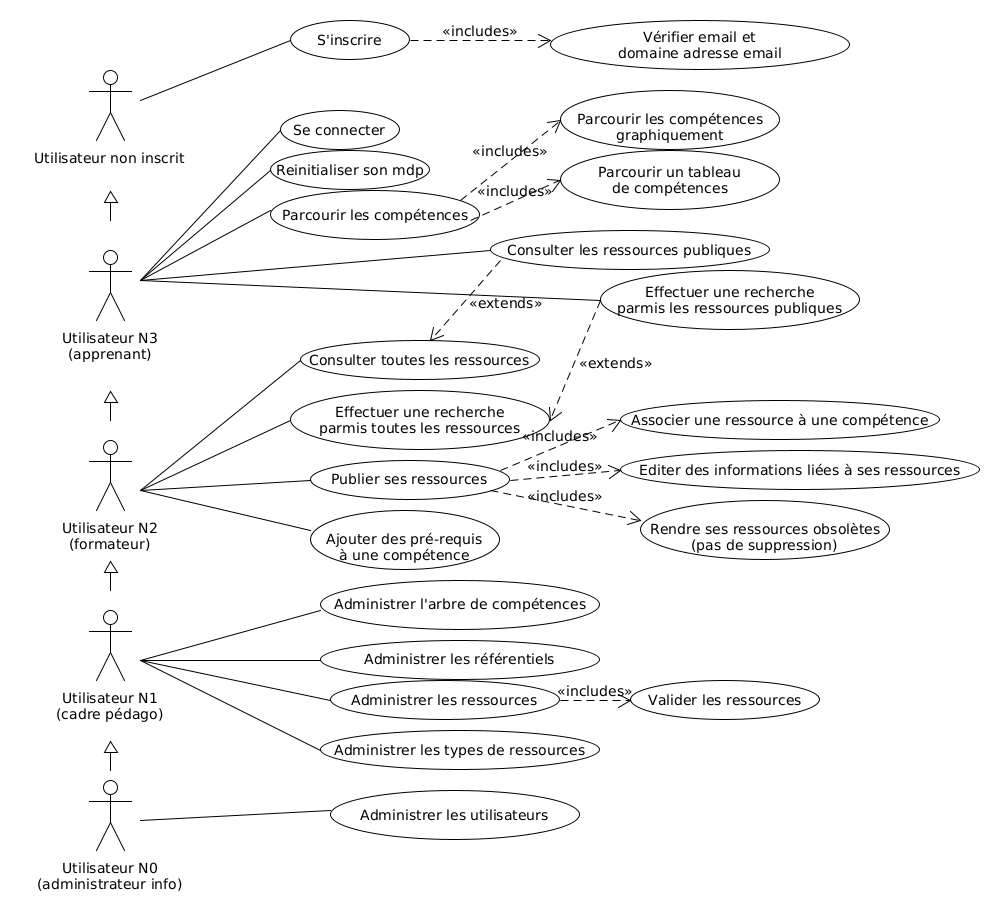 S'inscrire
«includes»
Vérifier email et
domaine adresse email
Utilisateur non inscrit
Se connecter
Reinitialiser son mdp
Parcourir les compétences
«includes»
Parcourir les compétences
graphiquement
«includes»
Parcourir un tableau
de compétences
Consulter les ressources publiques
Effectuer une recherche
parmis les ressources publiques
«extends»
«extends»
Utilisateur N3
(apprenant)
Consulter toutes les ressources
Effectuer une recherche
parmis toutes les ressources
Publier ses ressources
«includes»
Associer une ressource à une compétence
«includes»
Editer des informations liées à ses ressources
«includes»
Rendre ses ressources obsolètes
(pas de suppression)
Ajouter des pré-requis
à une compétence
Utilisateur N2
(formateur)
Administrer l'arbre de compétences
Administrer les référentiels
Administrer les ressources
«includes»
Valider les ressources
Administrer les types de ressources
Utilisateur N1
(cadre pédago)
Administrer les utilisateurs
Utilisateur N0
(administrateur info)